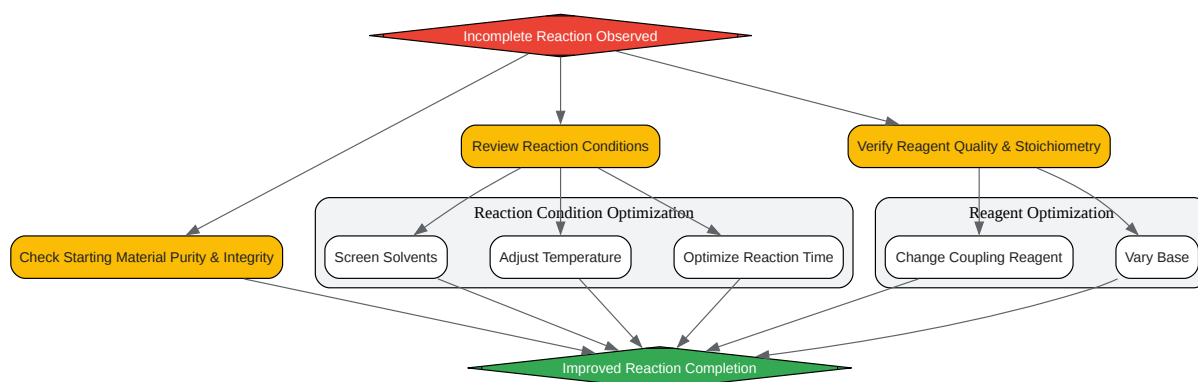 Incomplete Reaction Observed
Review Reaction Conditions
Verify Reagent Quality & Stoichiometry
Reaction Condition Optimization
Reagent Optimization
Check Starting Material Purity & Integrity
Screen Solvents
Adjust Temperature
Optimize Reaction Time
Change Coupling Reagent
Vary Base
Improved Reaction Completion